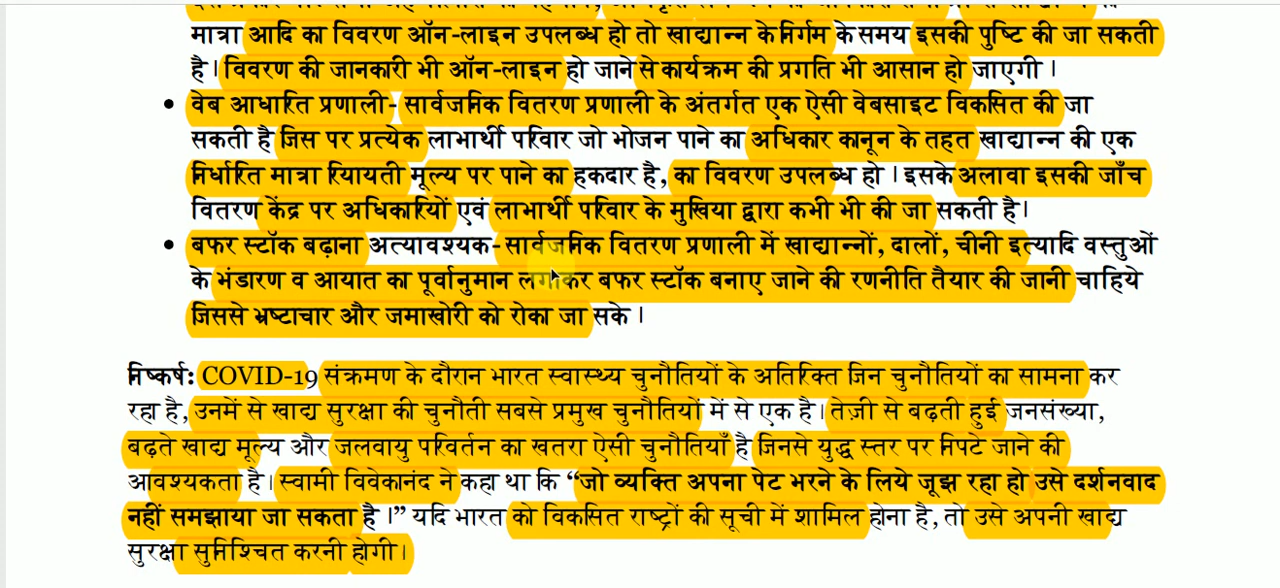 मात्रा आदि का विवरण ऑन-लाइन उपलब्ध हो तो खाद्यान्न के निर्गम के समय इसकी पुष्टि की जा सकती
है। विवरण की जानकारी भी ऑन-लाइन हो जाने से कार्यक्रम की प्रगति भी आसान हो जाएगी ।
• वेब आधारित प्रणाली- सार्वजनिक वितरण प्रणाली के अंतर्गत एक ऐसी वेबसाइट विकसित की जा
सकती है जिस पर प्रत्येक लाभार्थी परिवार जो भोजन पाने का अधिकार कानून के तहत खाद्यान्न की एक
निर्धारित मात्रा रियायती मूल्य पर पाने का हकदार है, का विवरण उपलब्ध हो । इसके अलावा इसकी जाँच
वितरण केंद्र पर अधिकारियों एवं लाभार्थी परिवार के मुखिया द्वारा कभी भी की जा सकती है।
• बफर स्टॉक बढ़ाना अत्यावश्यक- सार्वजनिक वितरण प्रणाली में खाद्यान्नों, दालों, चीनी इत्यादि वस्तुओं
के भंडारण व आयात का पूर्वानुमान लगाकर बफर स्टॉक बनाए जाने की रणनीति तैयार की जानी चाहिये
जिससे भ्रष्टाचार और जमाखोरी को रोका जा सके ।
निष्कर्ष: COVID-19 संक्रमण के दौरान भारत स्वास्थ्य चुनौतियों के अतिरिक्त जिन चुनौतियों का सामना कर
रहा है, उनमें से खाद्य सुरक्षा की चुनौती सबसे प्रमुख चुनौतियों में से एक है। तेज़ी से बढ़ती हुई जनसंख्या,
बढ़ते खाद्य मूल्य और जलवायु परिवर्तन का खतरा ऐसी चुनौतियाँ है जिनसे युद्ध स्तर पर निपटे जाने की
आवश्यकता है। स्वामी विवेकानंद ने कहा था कि “जो व्यक्ति अपना पेट भरने के लिये जूझ रहा हो उसे दर्शनवाद
नहीं समझाया जा सकता है ।” यदि भारत को विकसित राष्ट्रों की सूची में शामिल होना है, तो उसे अपनी खाद्य
सुरक्षा सुनिश्चित करनी होगी।